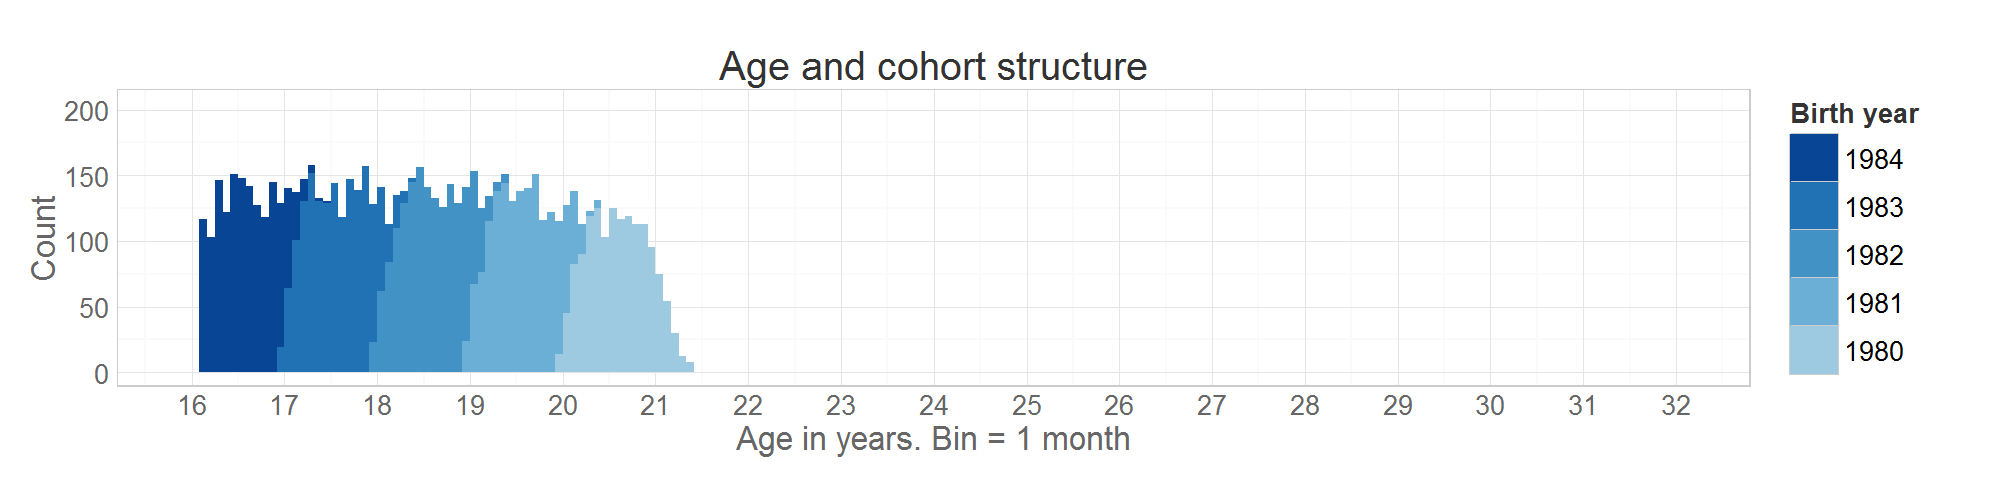 Age and cohort structure
200
150
100
50
0
Count
16 17 18 19 20 21 22 23 24 25 26 27 28 29 30 31 32
Age in years. Bin = 1 month
Birth year
1984
1983
1982
1981
1980